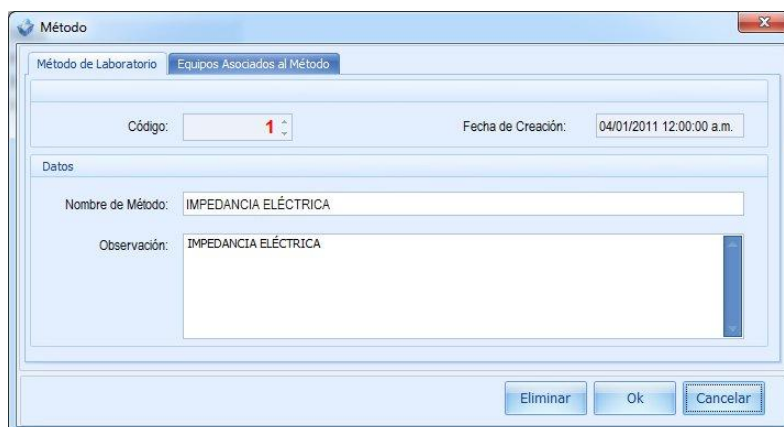 Método
Método de Laboratorio Equipos Asociados al Método
Código: 1 Fecha de Creación: 04/01/2011 12:00:00 a.m.
Datos
Nombre de Método: IMPEDANCIA ELÉCTRICA
Observación: IMPEDANCIA ELÉCTRICA
Eliminar Ok Cancelar